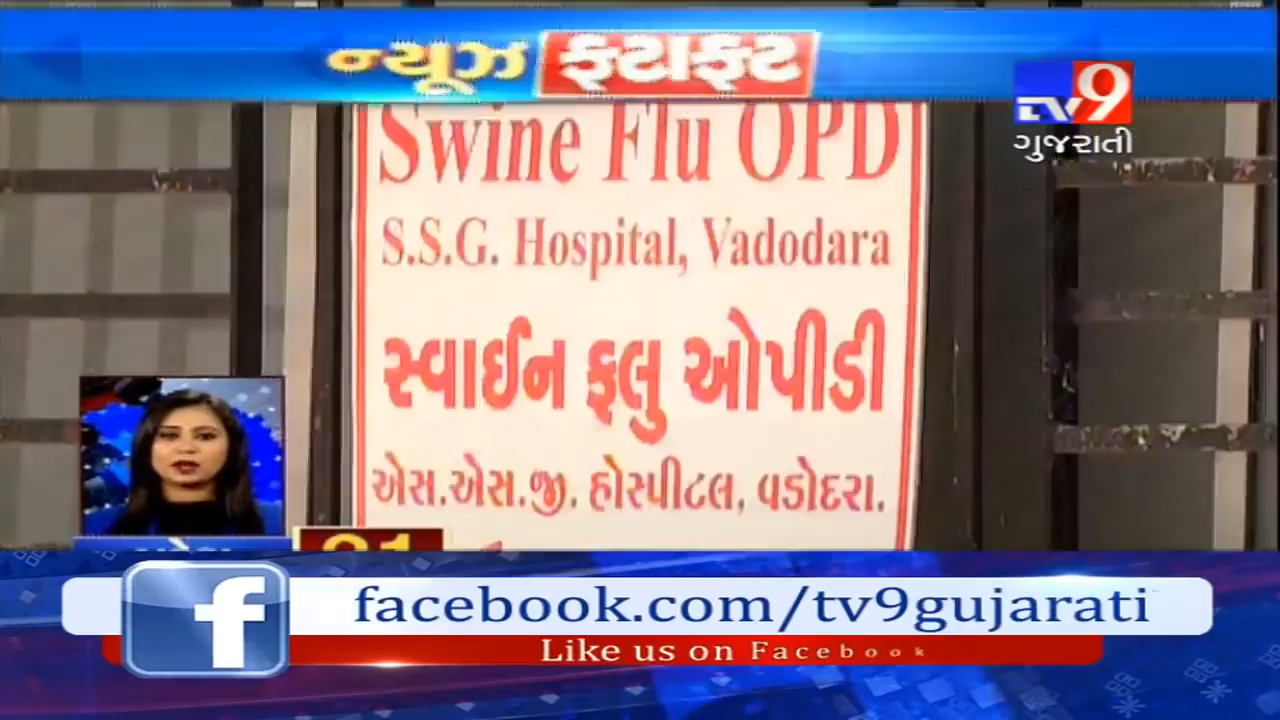 ન્યૂઝ ફટાફટ
TV9
ગુજરાતી
Swine Flu OPD
S.S.G. Hospital, Vadodara
સ્વાઈન ફ્લુ ઓપીડી
એસ.એસ.જી. હોસ્પીટલ, વડોદરા.
facebook.com/tv9gujarati
Like us on Facebook